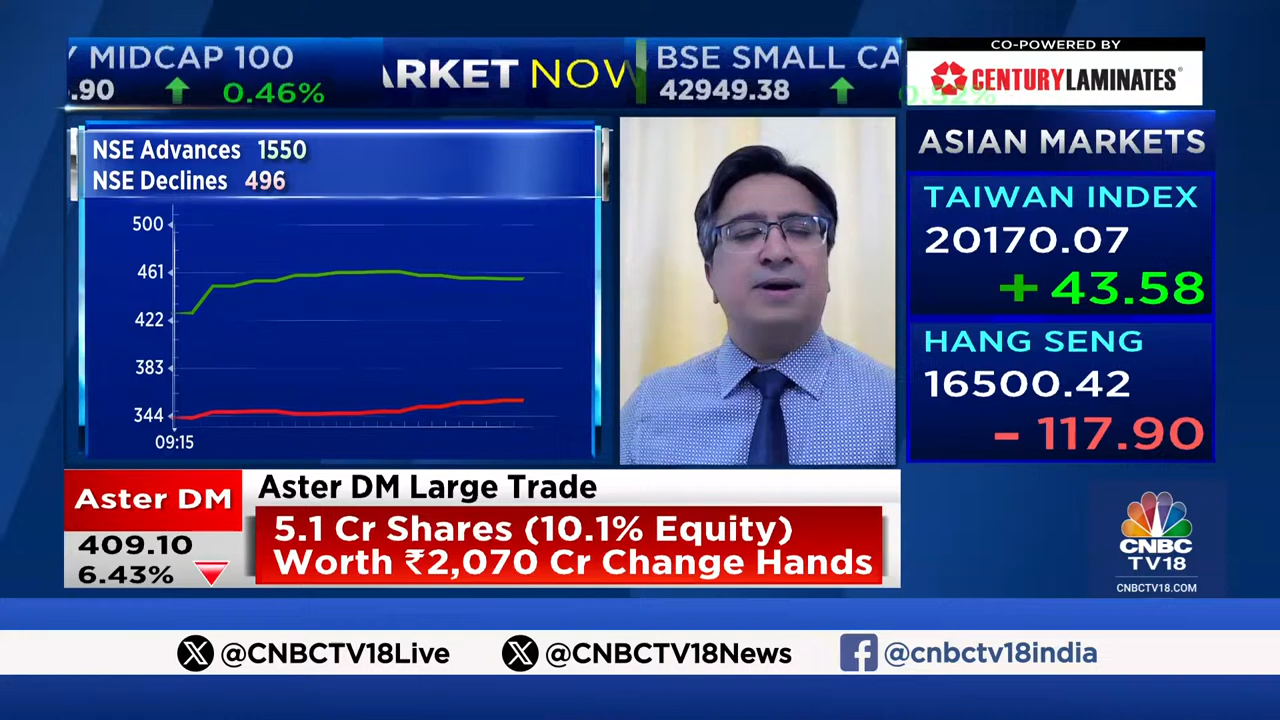 Y MIDCAP 100
.90 0.46%
ARKET NOW
BSE SMALL CA
42949.38
0.52%
CO-POWERED BY
CENTURYLAMINATES®
NSE Advances 1550
NSE Declines 496
500
461
422
383
344
09:15
ASIAN MARKETS
TAIWAN INDEX
20170.07
+ 43.58
HANG SENG
16500.42
- 117.90
Aster DM
409.10
6.43%
Aster DM Large Trade
5.1 Cr Shares (10.1% Equity)
Worth ₹2,070 Cr Change Hands
CNBC
TV18
CNBCTV18.COM
@CNBCTV18Live @CNBCTV18News @cnbctv18india